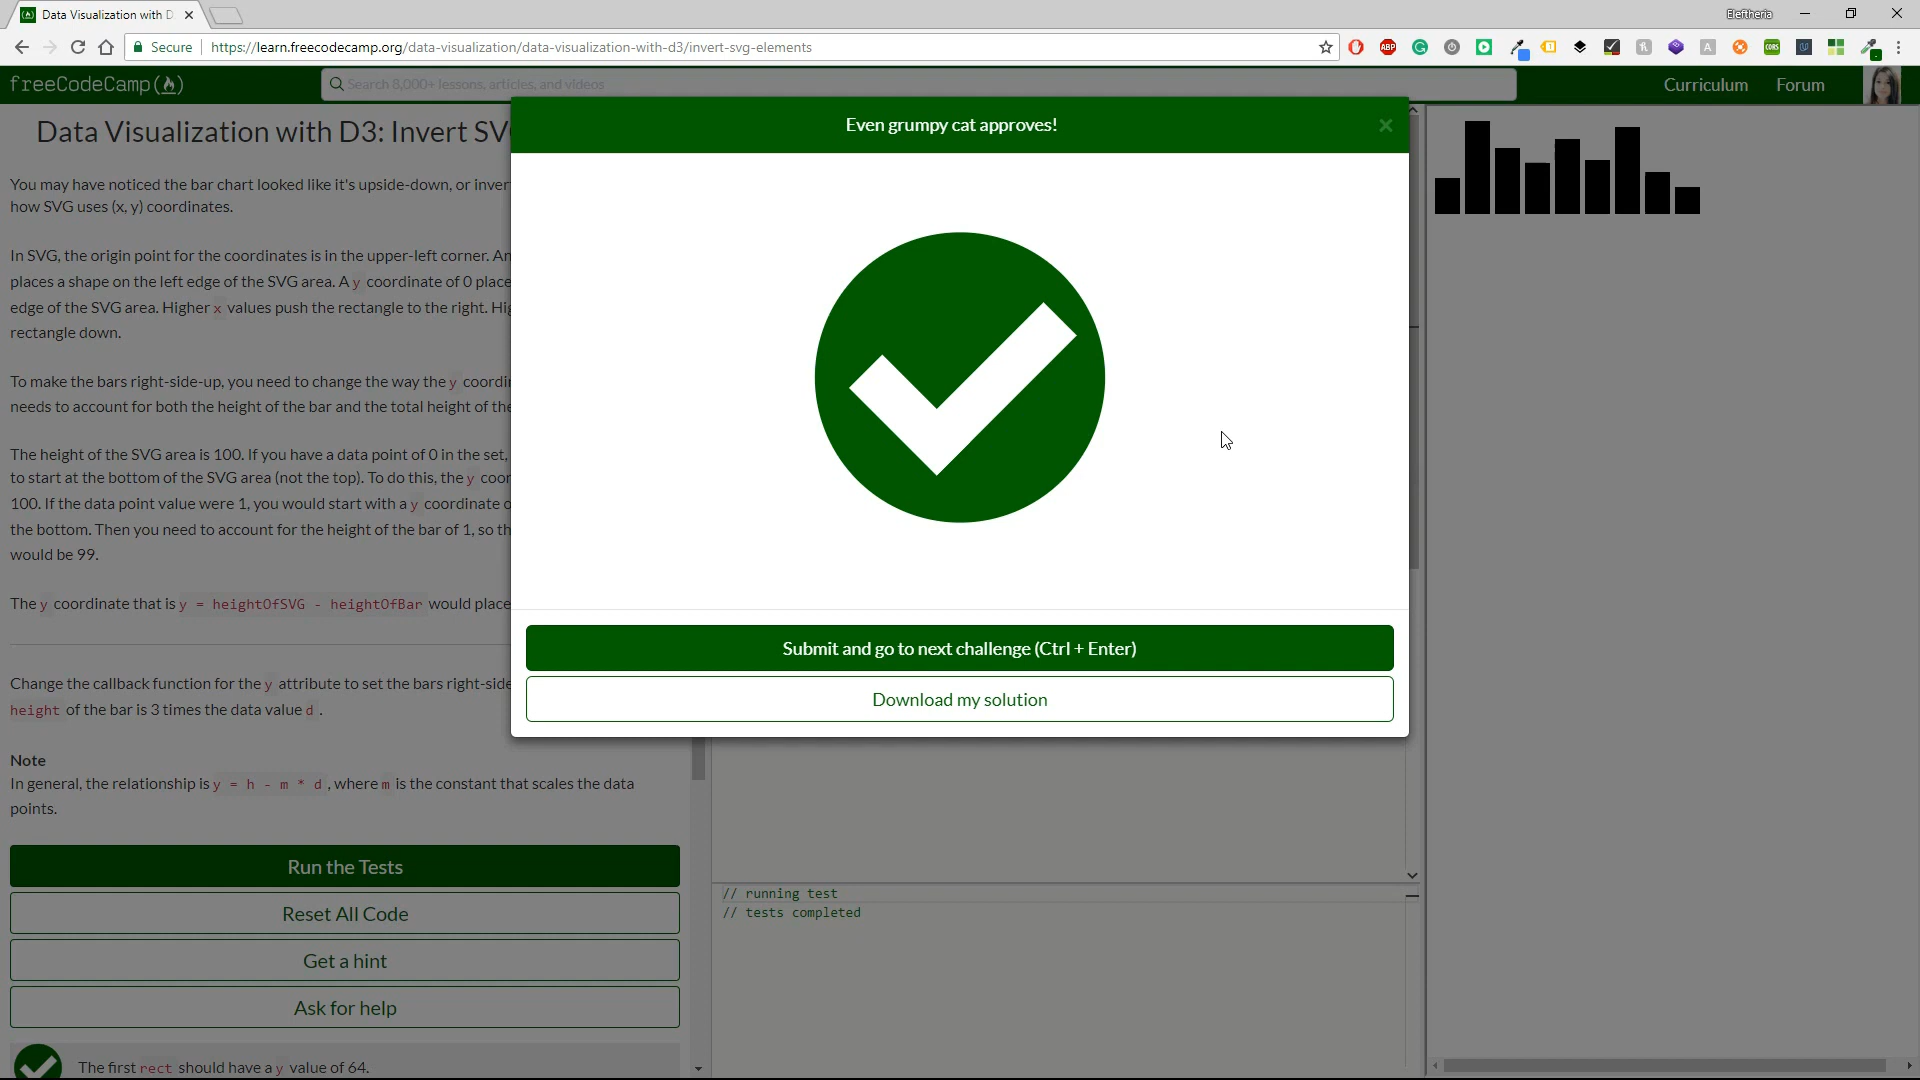 Data Visualization with D
Eleftheria
Secure
https://learn.freecodecamp.org/data-visualization/data-visualization-with-d3/invert-svg-elements
freeCodeCamp
Search 8,000+ lessons, articles, and videos
Curriculum
Forum
Data Visualization with D3: Invert SV
You may have noticed the bar chart looked like it's upside-down, or inver
how SVG uses (x, y) coordinates.
In SVG, the origin point for the coordinates is in the upper-left corner. An
places a shape on the left edge of the SVG area. A y coordinate of 0 place
edge of the SVG area. Higher x values push the rectangle to the right. Hig
rectangle down.
To make the bars right-side-up, you need to change the way the y coordi
needs to account for both the height of the bar and the total height of the
The height of the SVG area is 100. If you have a data point of 0 in the set,
to start at the bottom of the SVG area (not the top). To do this, the y coor
100. If the data point value were 1, you would start with a y coordinate o
the bottom. Then you need to account for the height of the bar of 1, so th
would be 99.
The y coordinate that is y = heightOfSVG - heightOfBar would place
Change the callback function for the y attribute to set the bars right-side
height of the bar is 3 times the data value d .
Note
In general, the relationship is y = h - m * d , where m is the constant that scales the data
points.
Run the Tests
Reset All Code
Get a hint
Ask for help
The first rect should have a y value of 64.
Even grumpy cat approves!
×
Submit and go to next challenge (Ctrl + Enter)
Download my solution
// running test
// tests completed